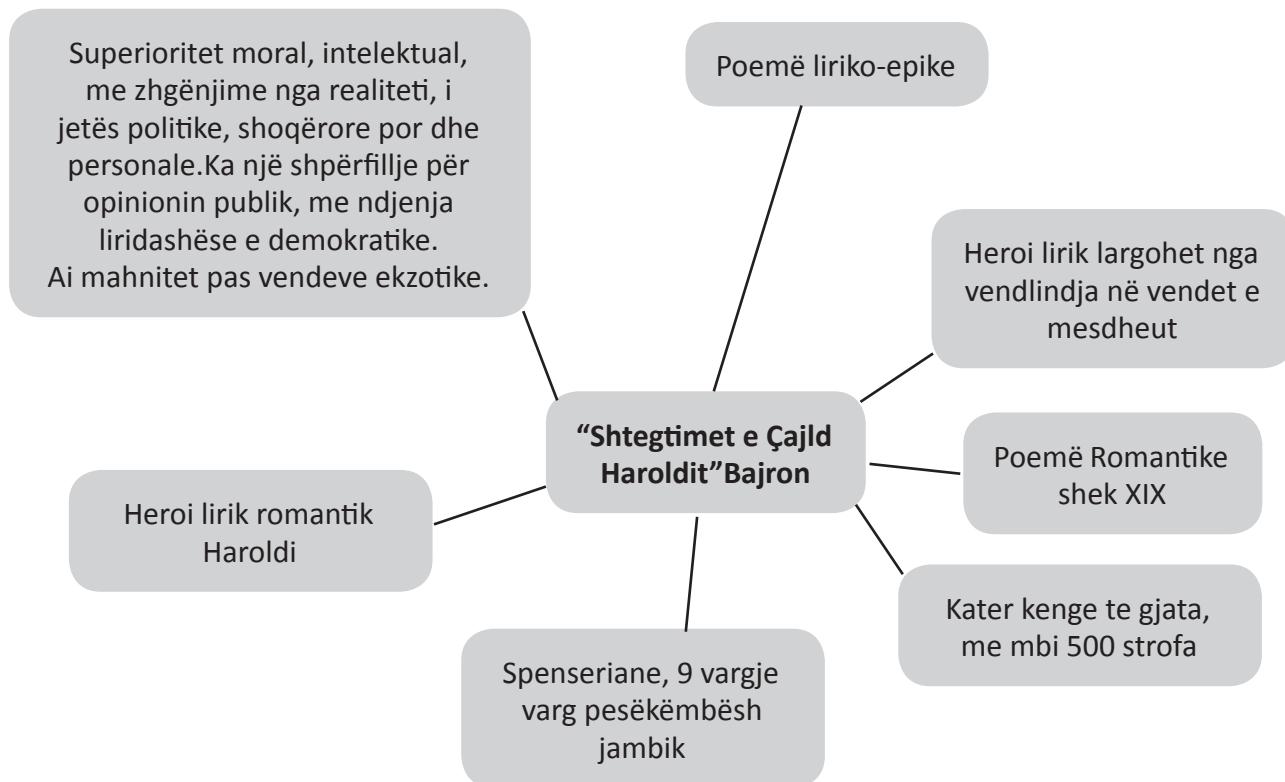 Superioritet moral, intelektual,
me zhgënjime nga realiteti, i
jetës politike, shoqërore por dhe
personale.Ka një shpërfillje për
opinionin publik, me ndjenja
liridashëse e demokratike.
Ai mahnitet pas vendeve ekzotike.
Poemë liriko-epike
Heroi lirik largohet nga
vendlindja në vendet e
mesdheut
“Shtegtimet e Çajld
Haroldit”Bajron
Poemë Romantike
shek XIX
Heroi lirik romantik
Haroldi
Kater kenge te gjata,
me mbi 500 strofa
Spenseriane, 9 vargje
varg pesëkëmbësh
jambik